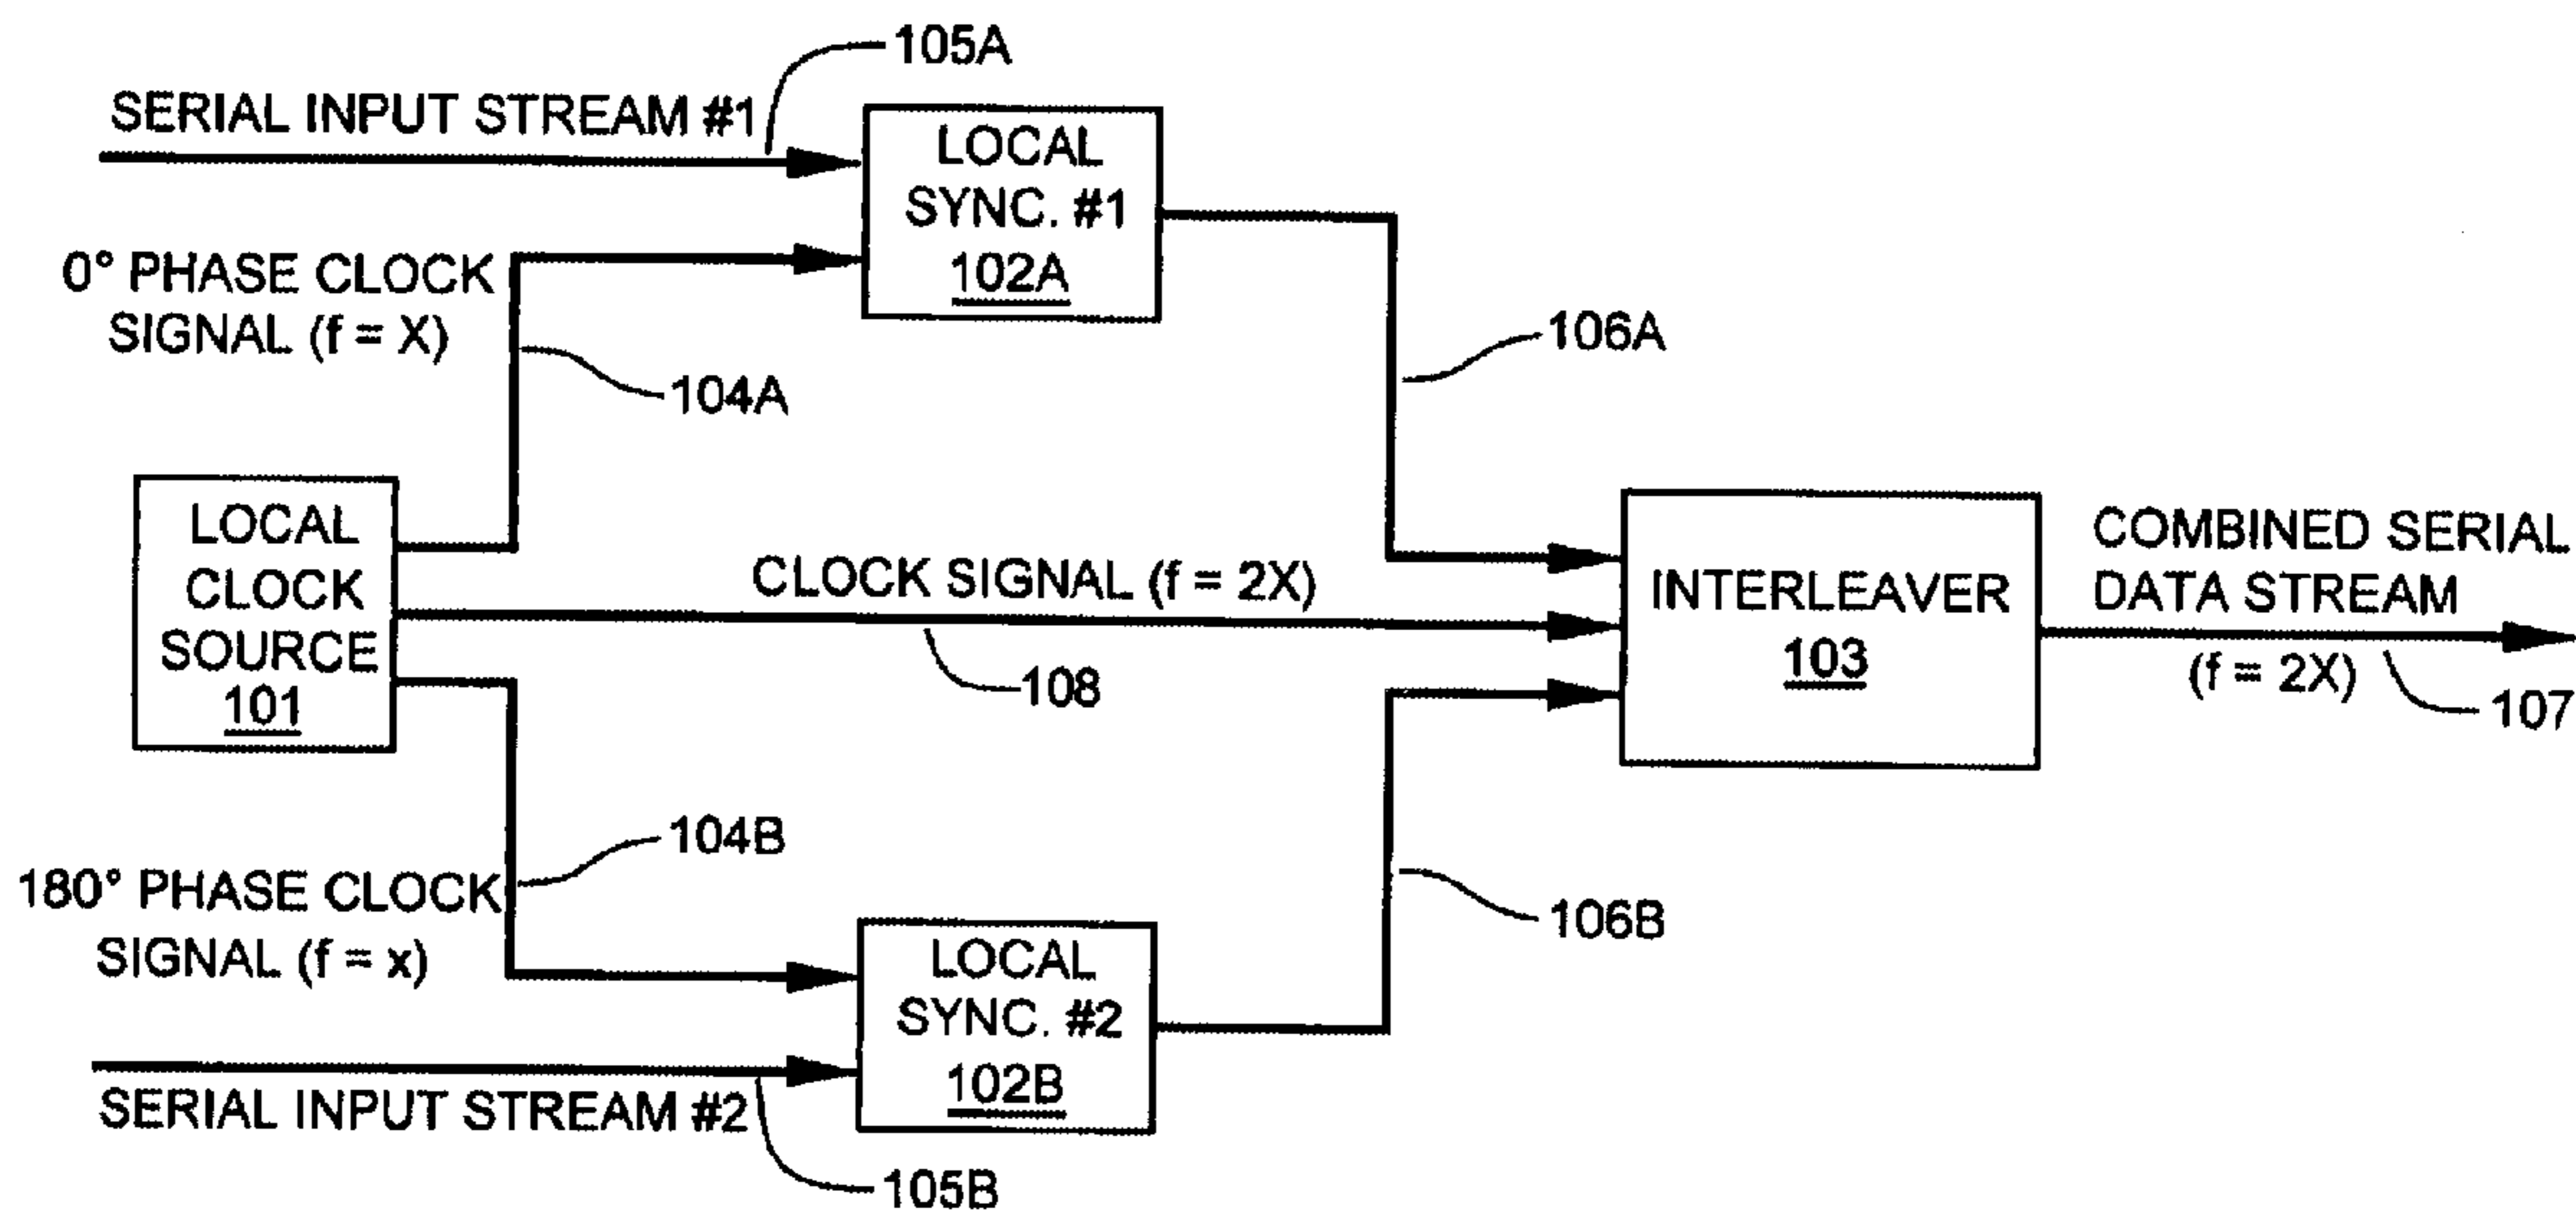 105A
SERIAL INPUT STREAM #1
LOCAL
SYNC. #1
102A
0° PHASE CLOCK
SIGNAL (f = X)
104A
106A
LOCAL
CLOCK
SOURCE
101
CLOCK SIGNAL (f = 2X)
108
INTERLEAVER
103
COMBINED SERIAL
DATA STREAM
(f = 2X)
107
104B
180° PHASE CLOCK
SIGNAL (f = x)
LOCAL
SYNC. #2
102B
106B
SERIAL INPUT STREAM #2
105B